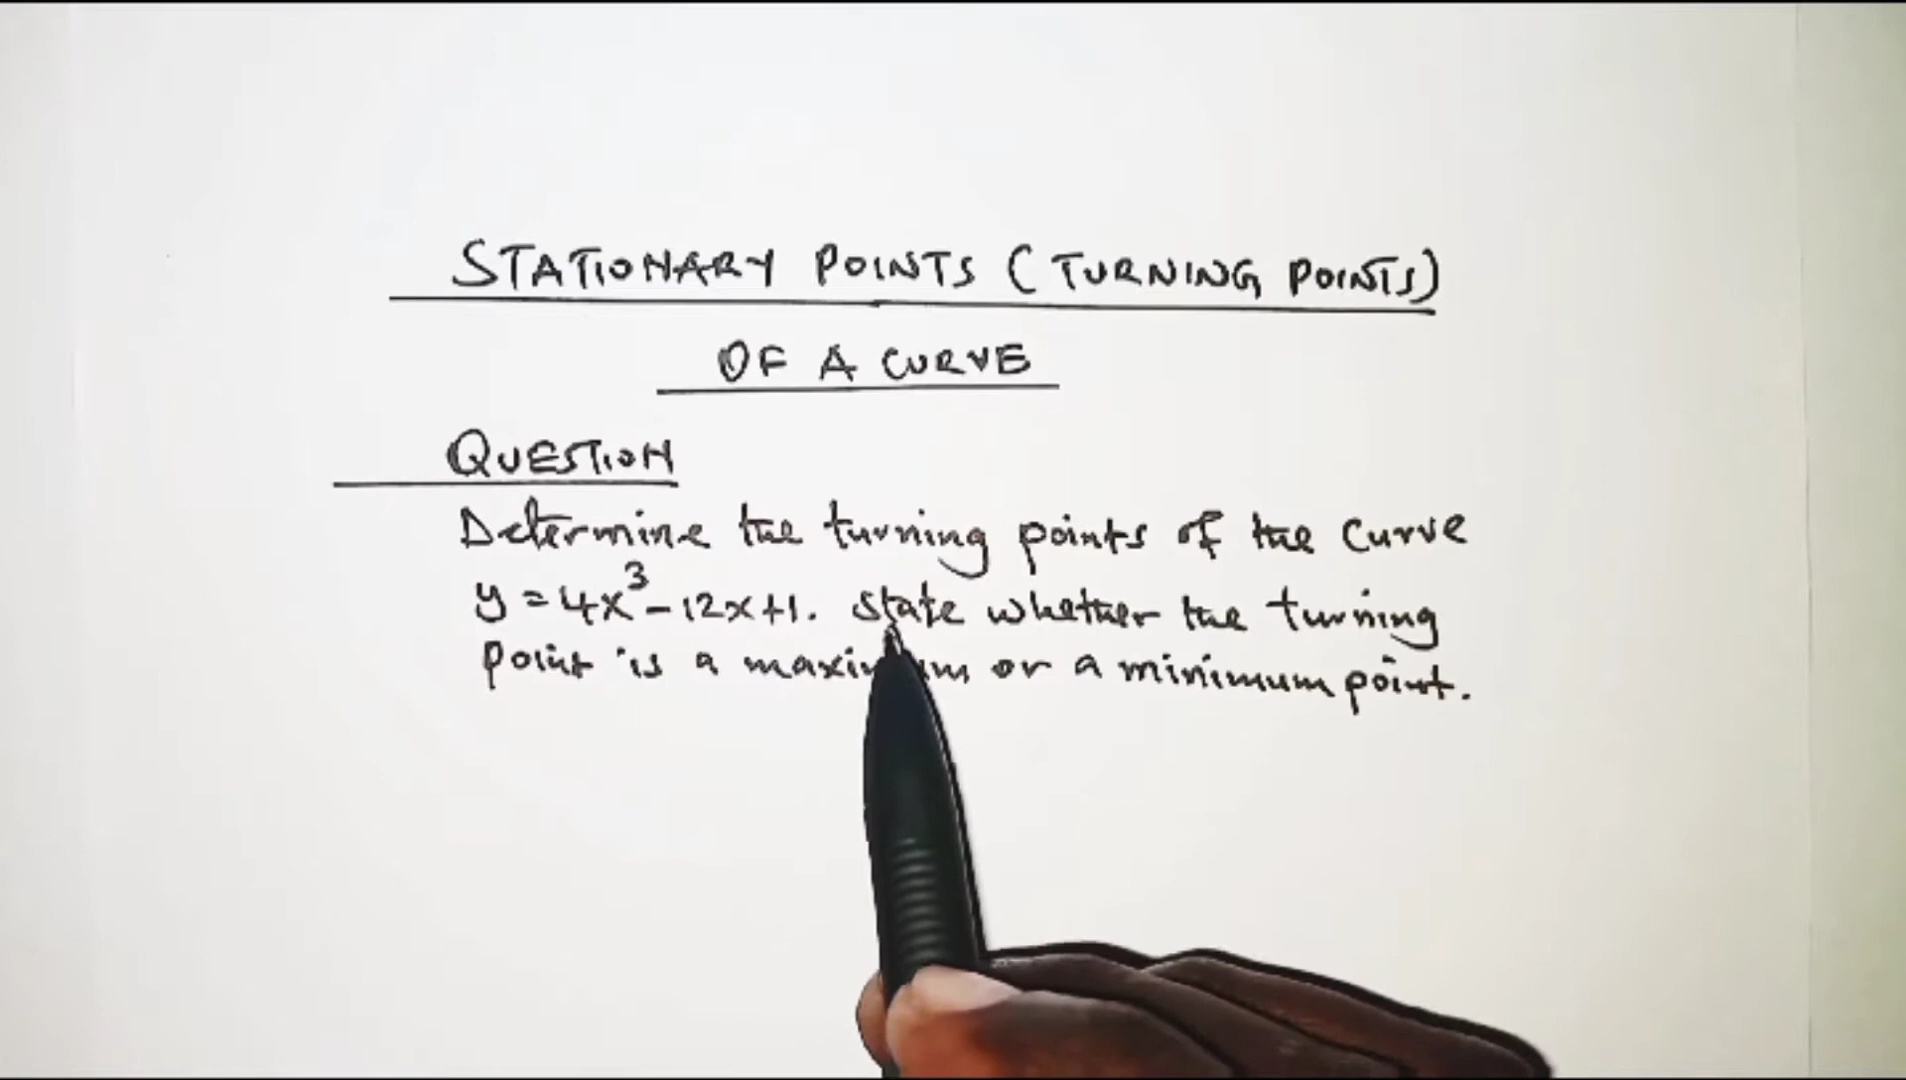 STATIONARY POINTS (TURNING POINTS)
OF A CURVE
QUESTION
Determine the turning points of the curve
y = 4x³ - 12x + 1. State whether the turning
point is a or a minimum point.